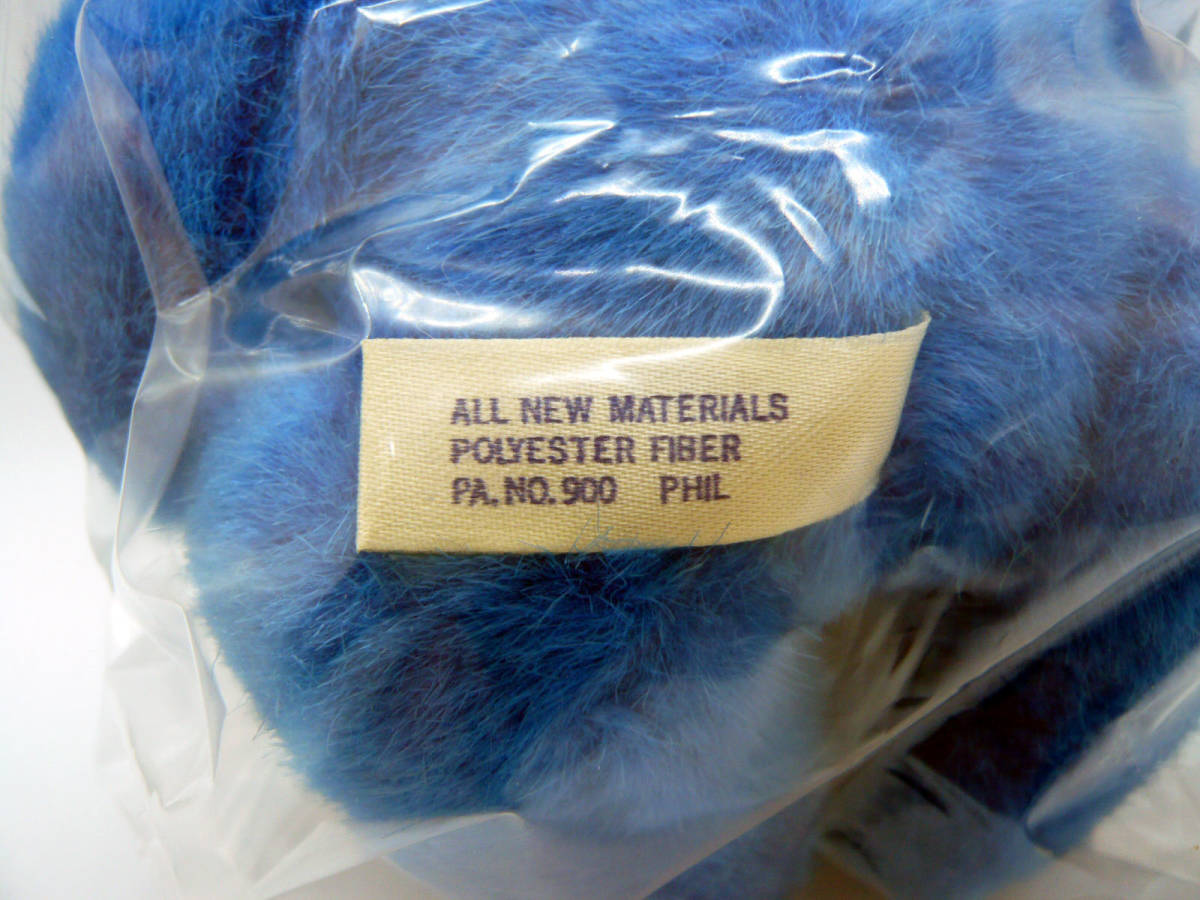 ALL NEW MATERIALS
POLYESTER FIBER
PA. NO. 900 PHIL